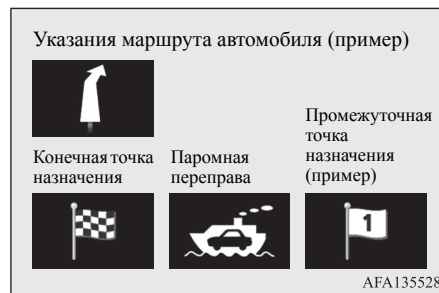 Указания маршрута автомобиля (пример)
Конечная точка
назначения
Паромная
переправа
Промежуточная
точка
назначения
(пример)
1
AFA135528